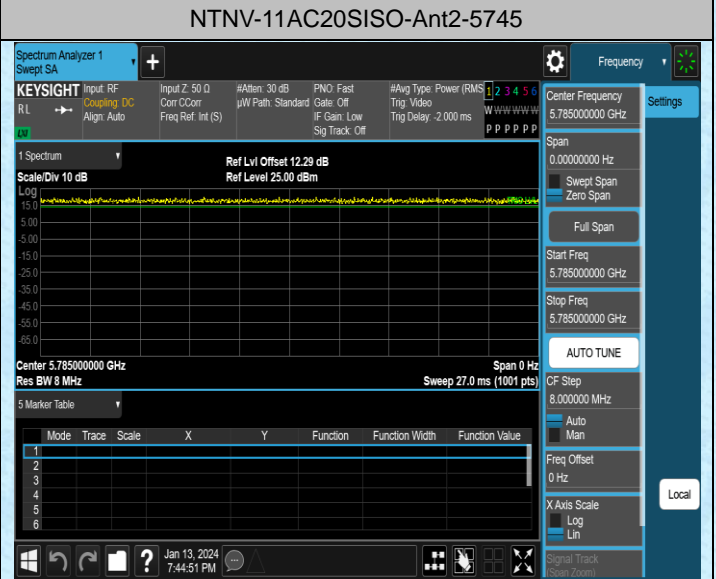 NTNV-11AC20SISO-Ant2-5745
Spectrum Analyzer 1
Swept SA
+
Frequency
KEYSIGHT
RL
LXI
Input: RF
Coupling: DC
Align: Auto
Input Z: 50 Ω
Corr CCorr
Freq Ref: Int (S)
#Atten: 30 dB
µW Path: Standard
PNO: Fast
Gate: Off
IF Gain: Low
Sig Track: Off
#Avg Type: Power (RMS
Trig: Video
Trig Delay: -2.000 ms
1 2 3 4 5 6
W W W W W W
P P P P P P
Center Frequency
5.785000000 GHz
Settings
Span
0.00000000 Hz
Swept Span
Zero Span
Full Span
Start Freq
5.785000000 GHz
Stop Freq
5.785000000 GHz
AUTO TUNE
CF Step
8.000000 MHz
Auto
Man
Freq Offset
0 Hz
X Axis Scale
Log
Lin
Signal Track
(Span Zoom)
Local
1 Spectrum
Scale/Div 10 dB
Ref Lvl Offset 12.29 dB
Ref Level 25.00 dBm
Log
15.0
5.00
-5.00
-15.0
-25.0
-35.0
-45.0
-55.0
-65.0
Center 5.785000000 GHz
Span 0 Hz
Res BW 8 MHz
Sweep 27.0 ms (1001 pts)
5 Marker Table
Mode Trace Scale X Y Function Function Width Function Value
1
2
3
4
5
6
?
Jan 13, 2024
7:44:51 PM